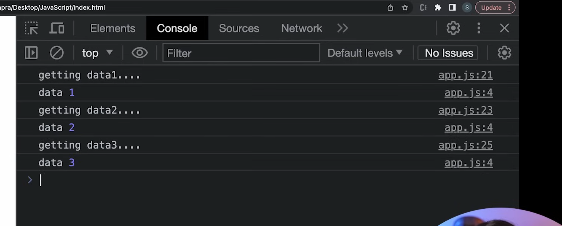 apra/Desktop/JavaScript/index.html
S
Update
Elements Console Sources Network
top Filter Default levels No Issues
getting data1.... app.js:21
data 1 app.js:4
getting data2.... app.js:23
data 2 app.js:4
getting data3.... app.js:25
data 3 app.js:4